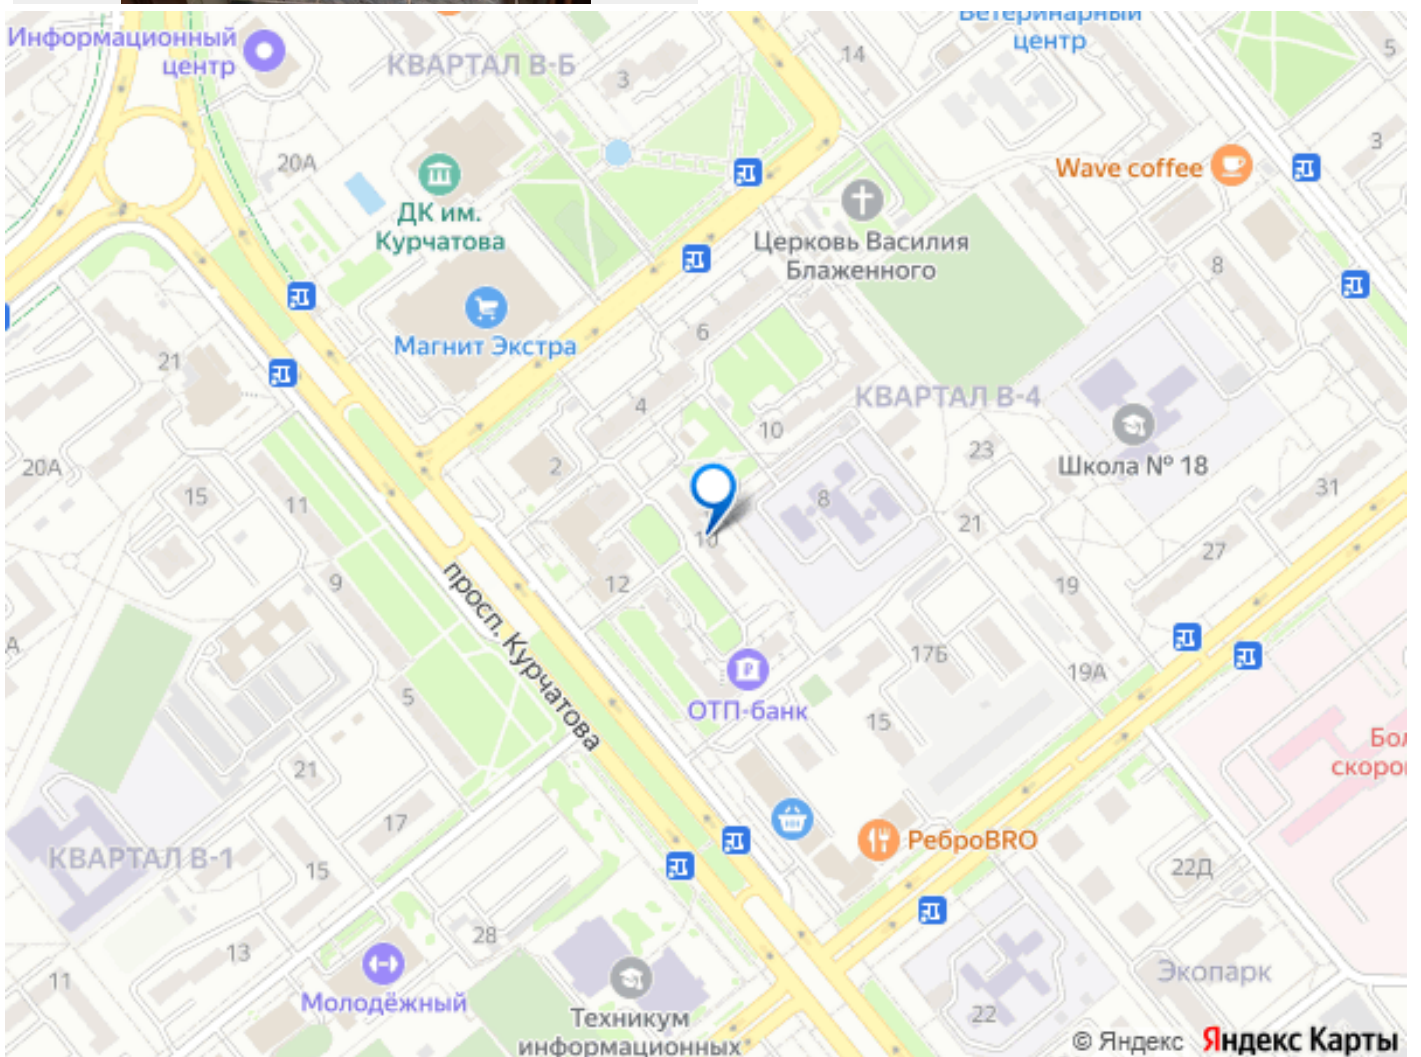 Ветеринарный
центр
Информационный
центр
КВАРТАЛ В-Б
14
5
3
20А
3
Wave coffee
ДК им.
Курчатова
Церковь Василия
Блаженного
8
6
Магнит Экстра
21
КВАРТАЛ В-4
4
10
23
2
Школа № 18
20А
15
11
31
8
21
10
27
12
9
19
просп. Курчатова
17Б
19А
5
ОТП-банк
15
Бол
скоро
21
17
РеброBRO
КВАРТАЛ В-1
15
22Д
28
13
11
Экопарк
Молодёжный
22
Техникум
информационных
© Яндекс Яндекс Карты